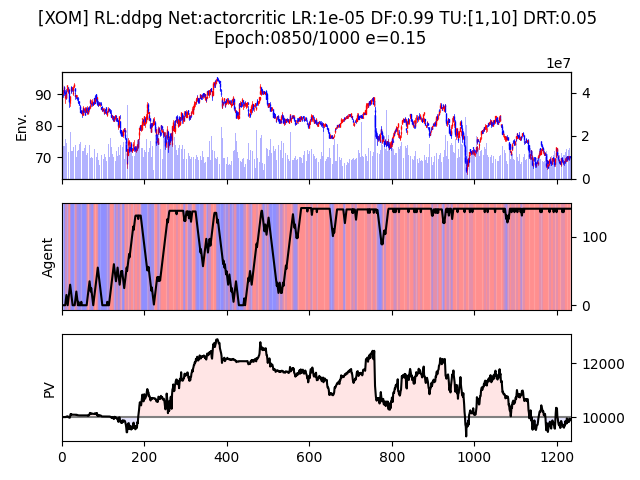 [XOM] RL:ddpg Net:actorcritic LR:1e-05 DF:0.99 TU:[1,10] DRT:0.05
Epoch:0850/1000 e=0.15
1e7
Env.
90
80
70
4
2
0
Agent
100
0
PV
12000
10000
0 200 400 600 800 1000 1200